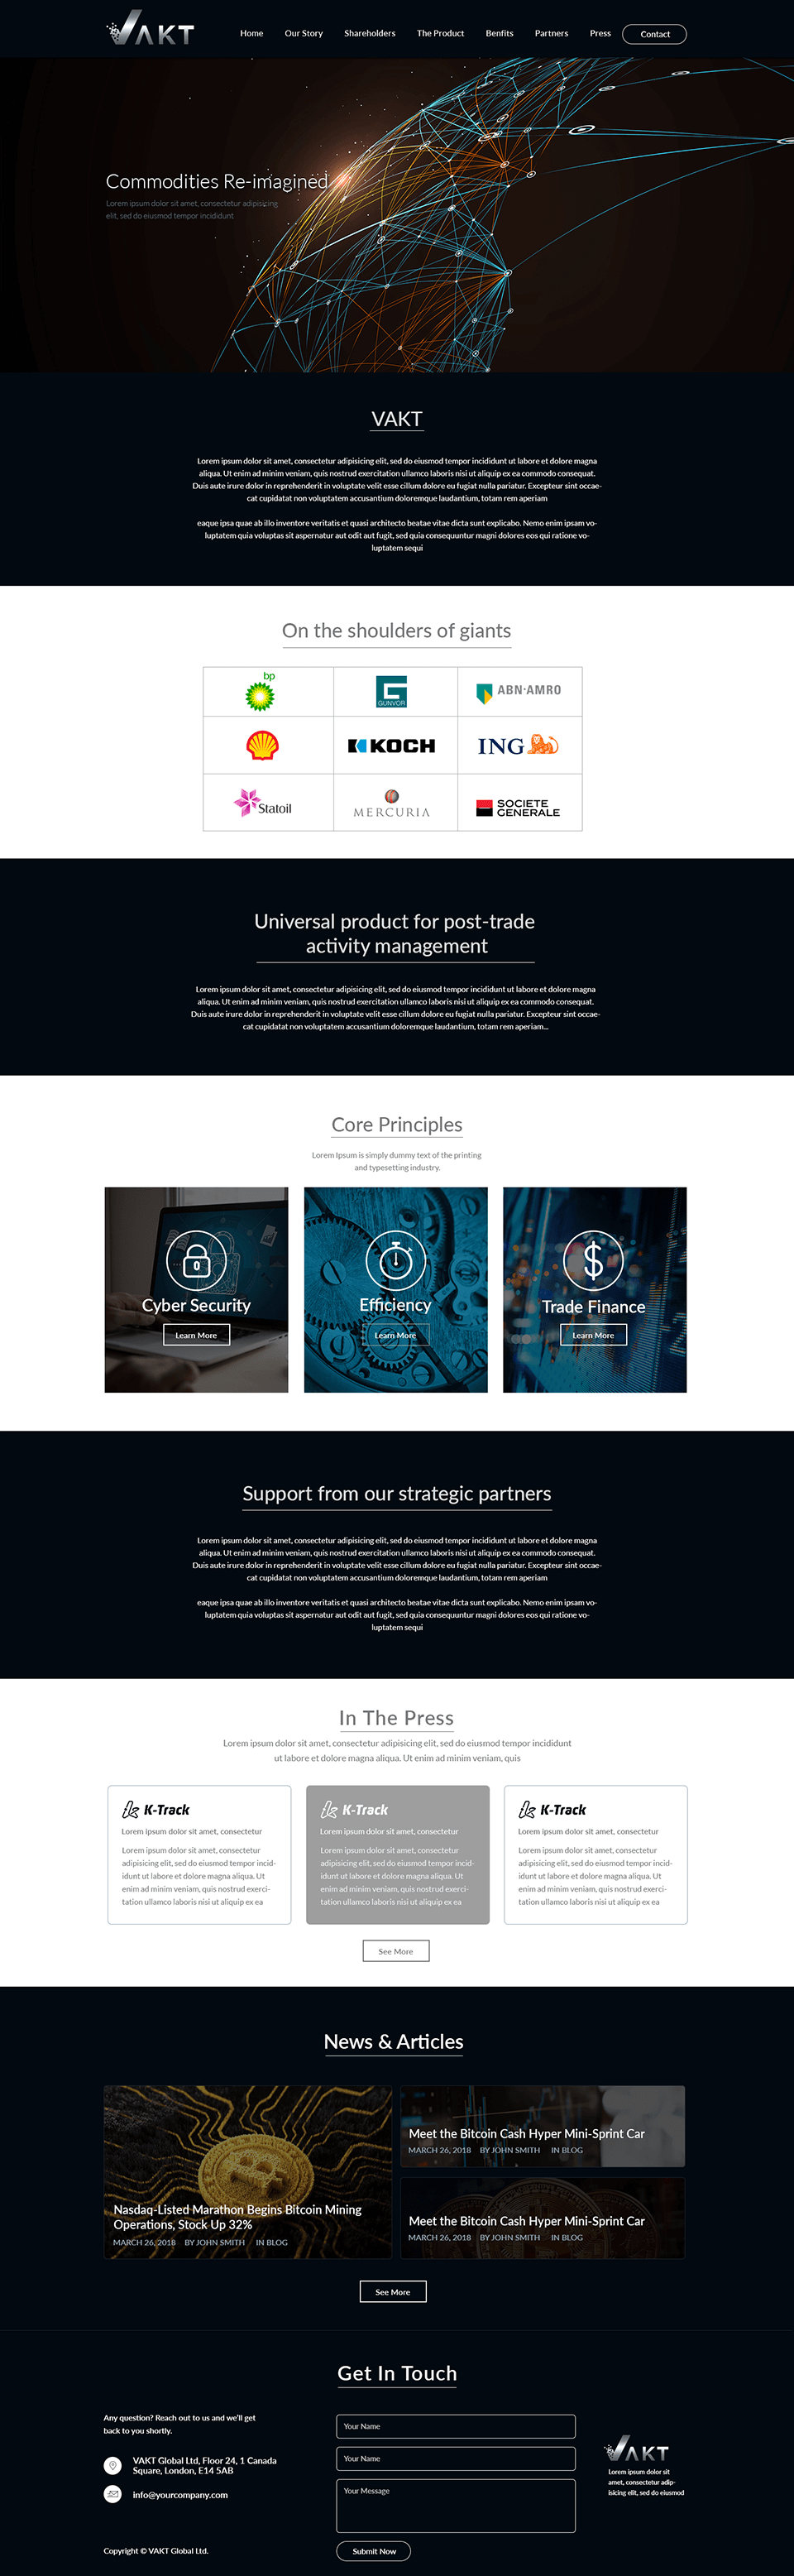 VAKT
Home Our Story Shareholders The Product Benfits Partners Press Contact
Commodities Re-imagined
Lorem ipsum dolor sit amet, consectetur adipisicing
elit, sed do eiusmod tempor incididunt
VAKT
Lorem ipsum dolor sit amet, consectetur adipisicing elit, sed do eiusmod tempor incididunt ut labore et dolore magna
aliqua. Ut enim ad minim veniam, quis nostrud exercitation ullamco laboris nisi ut aliquip ex ea commodo consequat.
Duis aute irure dolor in reprehenderit in voluptate velit esse cillum dolore eu fugiat nulla pariatur. Excepteur sint occae-
cat cupidatat non voluptatem accusantium doloremque laudantium, totam rem aperiam
eaque ipsa quae ab illo inventore veritatis et quasi architecto beatae vitae dicta sunt explicabo. Nemo enim ipsam vo-
luptatem quia voluptas sit aspernatur aut odit aut fugit, sed quia consequuntur magni dolores eos qui ratione vo-
luptatem sequi
On the shoulders of giants
bp
GUNVOR
ABN·AMRO
KOCH
ING
Statoil
MERCURIA
SOCIETE
GENERALE
Universal product for post-trade
activity management
Lorem ipsum dolor sit amet, consectetur adipisicing elit, sed do eiusmod tempor incididunt ut labore et dolore magna
aliqua. Ut enim ad minim veniam, quis nostrud exercitation ullamco laboris nisi ut aliquip ex ea commodo consequat.
Duis aute irure dolor in reprehenderit in voluptate velit esse cillum dolore eu fugiat nulla pariatur. Excepteur sint occae-
cat cupidatat non voluptatem accusantium doloremque laudantium, totam rem aperiam...
Core Principles
Lorem Ipsum is simply dummy text of the printing
and typesetting industry.
Cyber Security
Learn More
Efficiency
Learn More
Trade Finance
Learn More
Support from our strategic partners
Lorem ipsum dolor sit amet, consectetur adipisicing elit, sed do eiusmod tempor incididunt ut labore et dolore magna
aliqua. Ut enim ad minim veniam, quis nostrud exercitation ullamco laboris nisi ut aliquip ex ea commodo consequat.
Duis aute irure dolor in reprehenderit in voluptate velit esse cillum dolore eu fugiat nulla pariatur. Excepteur sint occae-
cat cupidatat non voluptatem accusantium doloremque laudantium, totam rem aperiam
eaque ipsa quae ab illo inventore veritatis et quasi architecto beatae vitae dicta sunt explicabo. Nemo enim ipsam vo-
luptatem quia voluptas sit aspernatur aut odit aut fugit, sed quia consequuntur magni dolores eos qui ratione vo-
luptatem sequi
In The Press
Lorem ipsum dolor sit amet, consectetur adipisicing elit, sed do eiusmod tempor incididunt
ut labore et dolore magna aliqua. Ut enim ad minim veniam, quis
K-Track
Lorem ipsum dolor sit amet, consectetur
Lorem ipsum dolor sit amet, consectetur
adipisicing elit, sed do eiusmod tempor incid-
idunt ut labore et dolore magna aliqua. Ut
enim ad minim veniam, quis nostrud exerci-
tation ullamco laboris nisi ut aliquip ex ea
K-Track
Lorem ipsum dolor sit amet, consectetur
Lorem ipsum dolor sit amet, consectetur
adipisicing elit, sed do eiusmod tempor incid-
idunt ut labore et dolore magna aliqua. Ut
enim ad minim veniam, quis nostrud exerci-
tation ullamco laboris nisi ut aliquip ex ea
K-Track
Lorem ipsum dolor sit amet, consectetur
Lorem ipsum dolor sit amet, consectetur
adipisicing elit, sed do eiusmod tempor incid-
idunt ut labore et dolore magna aliqua. Ut
enim ad minim veniam, quis nostrud exerci-
tation ullamco laboris nisi ut aliquip ex ea
See More
News & Articles
Nasdaq-Listed Marathon Begins Bitcoin Mining
Operations, Stock Up 32%
MARCH 26, 2018 BY JOHN SMITH IN BLOG
Meet the Bitcoin Cash Hyper Mini-Sprint Car
MARCH 26, 2018 BY JOHN SMITH IN BLOG
Meet the Bitcoin Cash Hyper Mini-Sprint Car
MARCH 26, 2018 BY JOHN SMITH IN BLOG
See More
Get In Touch
Any question? Reach out to us and we'll get
back to you shortly.
VAKT Global Ltd, Floor 24, 1 Canada
Square, London, E14 5AB
info@yourcompany.com
Copyright © VAKT Global Ltd.
Your Name
Your Name
Your Message
Submit Now
VAKT
Lorem ipsum dolor sit
amet, consectetur adip-
isicing elit, sed do eiusmod